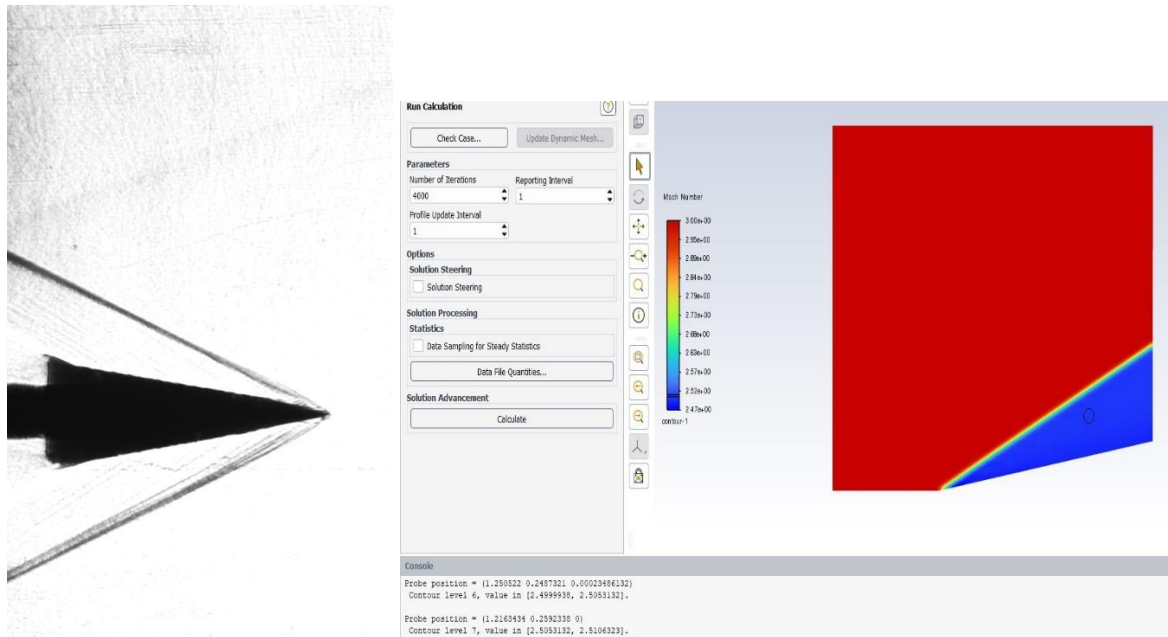 Run Calculation
?
Check Case...
Update Dynamic Mesh...
Parameters
Number of Iterations
Reporting Interval
4000
1
Profile Update Interval
1
Options
Solution Steering
Solution Steering
Solution Processing
Statistics
Data Sampling for Steady Statistics
Data File Quantities...
Solution Advancement
Calculate
Mach Number
3.00e+00
2.95e+00
2.89e+00
2.84e+00
2.79e+00
2.73e+00
2.68e+00
2.63e+00
2.57e+00
2.52e+00
2.47e+00
contour-1
Console
Probe position = (1.250522 0.2487321 0.00023486132)
Contour level 6, value in [2.4999938, 2.5053132].
Probe position = (1.2163434 0.2592338 0)
Contour level 7, value in [2.5053132, 2.5106323].